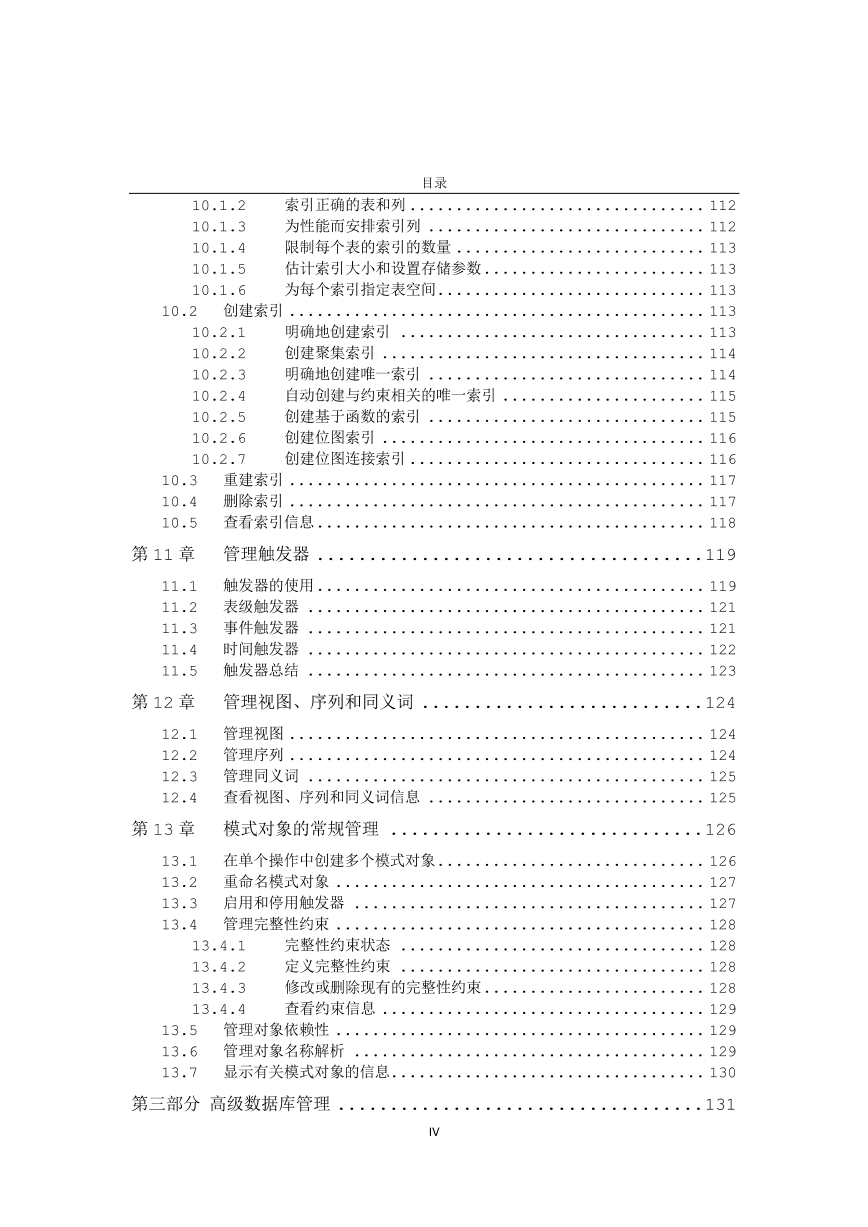 目录
10.1.2 索引正确的表和列 ................................ 112
10.1.3 为性能而安排索引列 .............................. 112
10.1.4 限制每个表的索引的数量 ........................... 113
10.1.5 估计索引大小和设置存储参数........................ 113
10.1.6 为每个索引指定表空间............................. 113
10.2 创建索引 ............................................. 113
10.2.1 明确地创建索引 ................................. 113
10.2.2 创建聚集索引 ................................... 114
10.2.3 明确地创建唯一索引 .............................. 114
10.2.4 自动创建与约束相关的唯一索引 ...................... 115
10.2.5 创建基于函数的索引 .............................. 115
10.2.6 创建位图索引 ................................... 116
10.2.7 创建位图连接索引 ................................ 116
10.3 重建索引 ............................................. 117
10.4 删除索引 ............................................. 117
10.5 查看索引信息.......................................... 118
第 11 章 管理触发器 .....................................119
11.1 触发器的使用.......................................... 119
11.2 表级触发器 ........................................... 121
11.3 事件触发器 ........................................... 121
11.4 时间触发器 ........................................... 122
11.5 触发器总结 ........................................... 123
第 12 章 管理视图、序列和同义词 ...........................124
12.1 管理视图 ............................................. 124
12.2 管理序列 ............................................. 124
12.3 管理同义词 ........................................... 125
12.4 查看视图、序列和同义词信息 .............................. 125
第 13 章 模式对象的常规管理 ..............................126
13.1 在单个操作中创建多个模式对象............................. 126
13.2 重命名模式对象 ........................................ 127
13.3 启用和停用触发器 ...................................... 127
13.4 管理完整性约束 ........................................ 128
13.4.1 完整性约束状态 ................................. 128
13.4.2 定义完整性约束 ................................. 128
13.4.3 修改或删除现有的完整性约束........................ 128
13.4.4 查看约束信息 ................................... 129
13.5 管理对象依赖性 ........................................ 129
13.6 管理对象名称解析 ...................................... 129
13.7 显示有关模式对象的信息.................................. 130
第三部分 高级数据库管理 ...................................131
IV